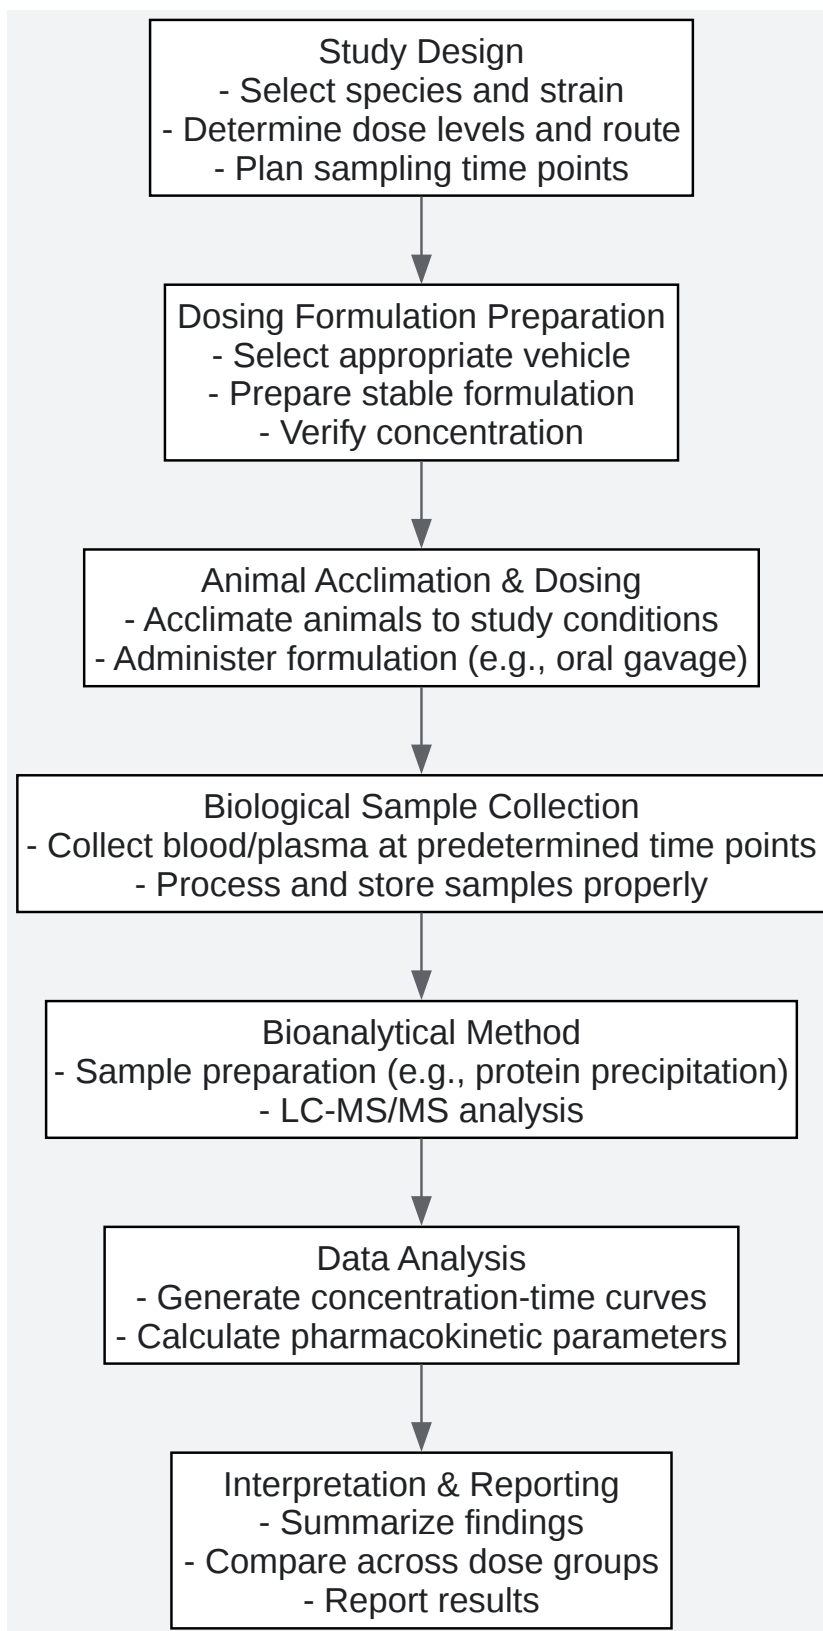 Study Design
- Select species and strain
- Determine dose levels and route
- Plan sampling time points
Dosing Formulation Preparation
- Select appropriate vehicle
- Prepare stable formulation
- Verify concentration
Animal Acclimation & Dosing
- Acclimate animals to study conditions
- Administer formulation (e.g., oral gavage)
Biological Sample Collection
- Collect blood/plasma at predetermined time points
- Process and store samples properly
Bioanalytical Method
- Sample preparation (e.g., protein precipitation)
- LC-MS/MS analysis
Data Analysis
- Generate concentration-time curves
- Calculate pharmacokinetic parameters
Interpretation & Reporting
- Summarize findings
- Compare across dose groups
- Report results